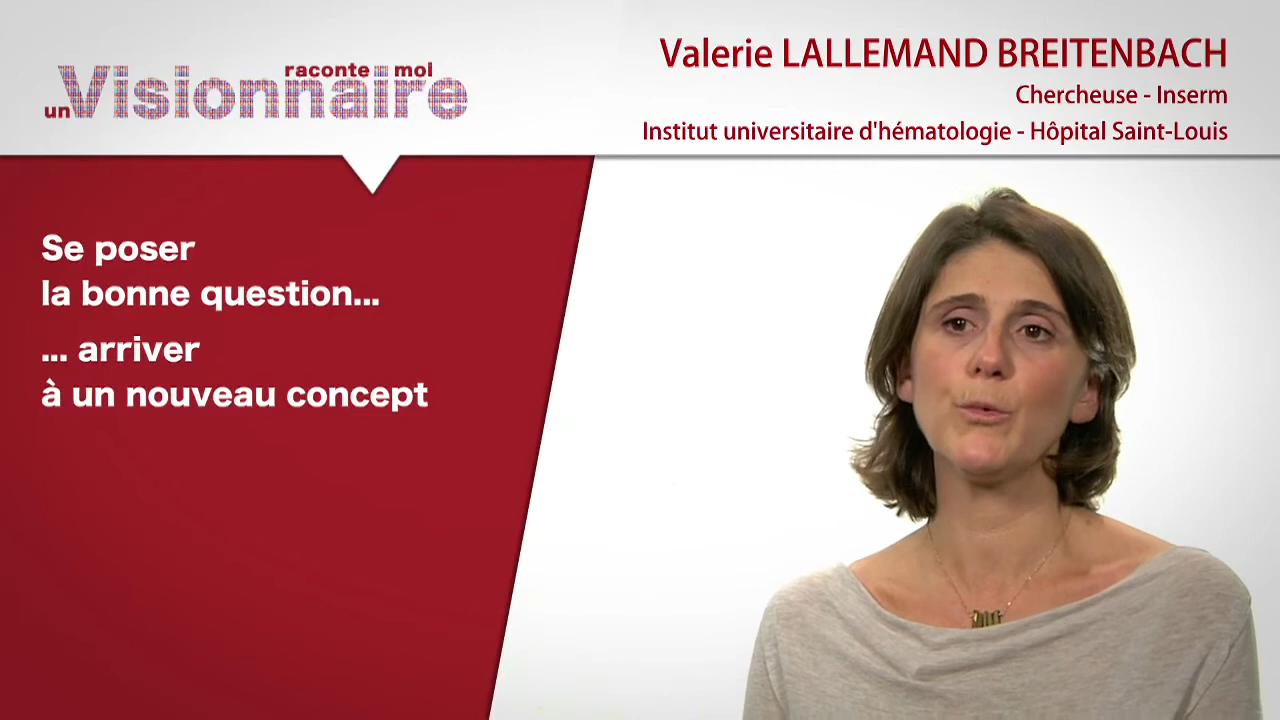 raconte moi
un Visionnaire
Valerie LALLEMAND BREITENBACH
Chercheuse - Inserm
Institut universitaire d'hématologie - Hôpital Saint-Louis
Se poser
la bonne question...
... arriver
à un nouveau concept